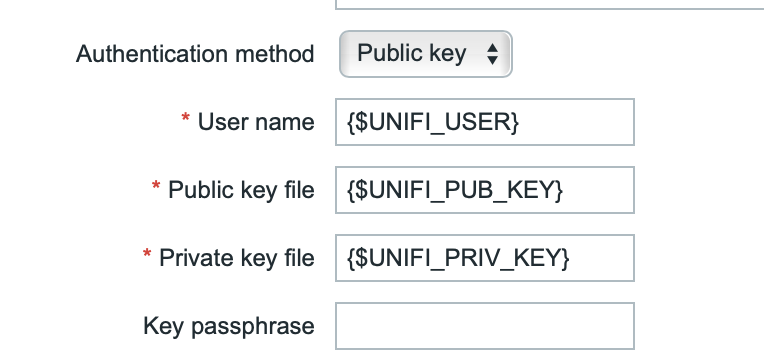 Authentication method Public key
* User name {$UNIFI_USER}
* Public key file {$UNIFI_PUB_KEY}
* Private key file {$UNIFI_PRIV_KEY}
Key passphrase